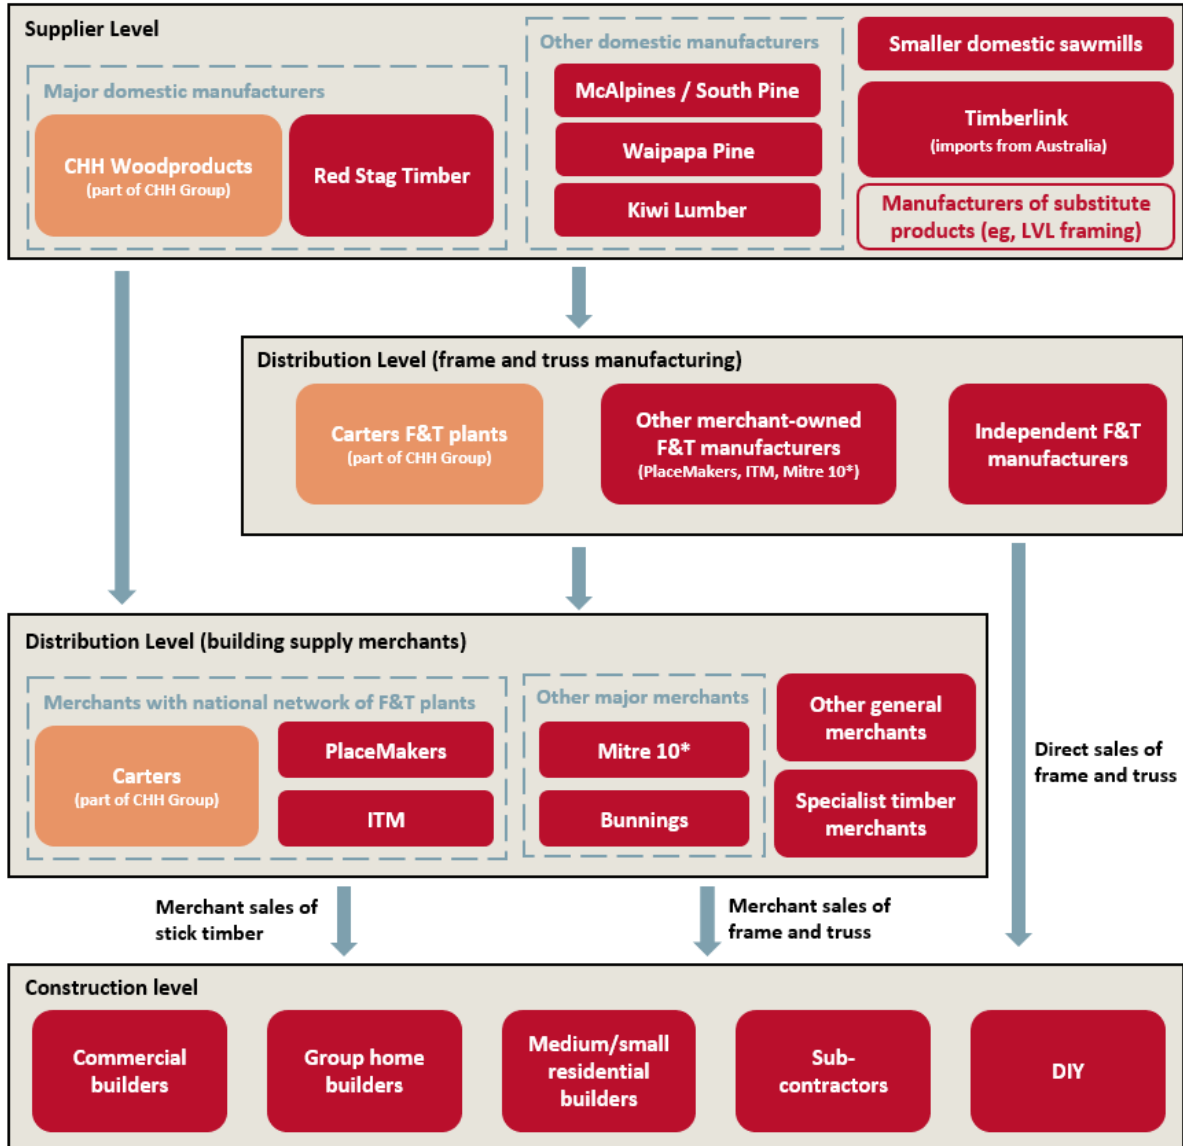 Supplier Level
Major domestic manufacturers
CHH Woodproducts
(part of CHH Group)
Red Stag Timber
Other domestic manufacturers
McAlpines / South Pine
Waipapa Pine
Kiwi Lumber
Smaller domestic sawmills
Timberlink
(imports from Australia)
Manufacturers of substitute
products (eg, LVL framing)
Distribution Level (frame and truss manufacturing)
Carters F&T plants
(part of CHH Group)
Other merchant-owned
F&T manufacturers
(PlaceMakers, ITM, Mitre 10*)
Independent F&T
manufacturers
Distribution Level (building supply merchants)
Merchants with national network of F&T plants
Carters
(part of CHH Group)
PlaceMakers
ITM
Other major merchants
Mitre 10*
Bunnings
Other general
merchants
Specialist timber
merchants
Direct sales of
frame and truss
Merchant sales of
stick timber
Merchant sales of
frame and truss
Construction level
Commercial
builders
Group home
builders
Medium/small
residential
builders
Sub-
contractors
DIY